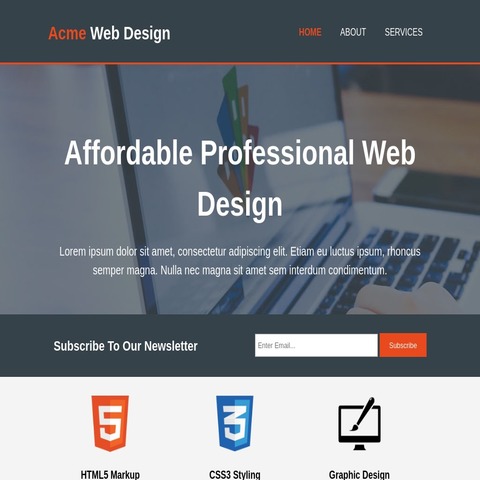 Acme Web Design
HOME ABOUT SERVICES
Affordable Professional Web
Design
Lorem ipsum dolor sit amet, consectetur adipiscing elit. Etiam eu luctus ipsum, rhoncus
semper magna. Nulla nec magna sit amet sem interdum condimentum.
Subscribe To Our Newsletter
Enter Email...
Subscribe
5 3
HTML5 Markup CSS3 Styling Graphic Design